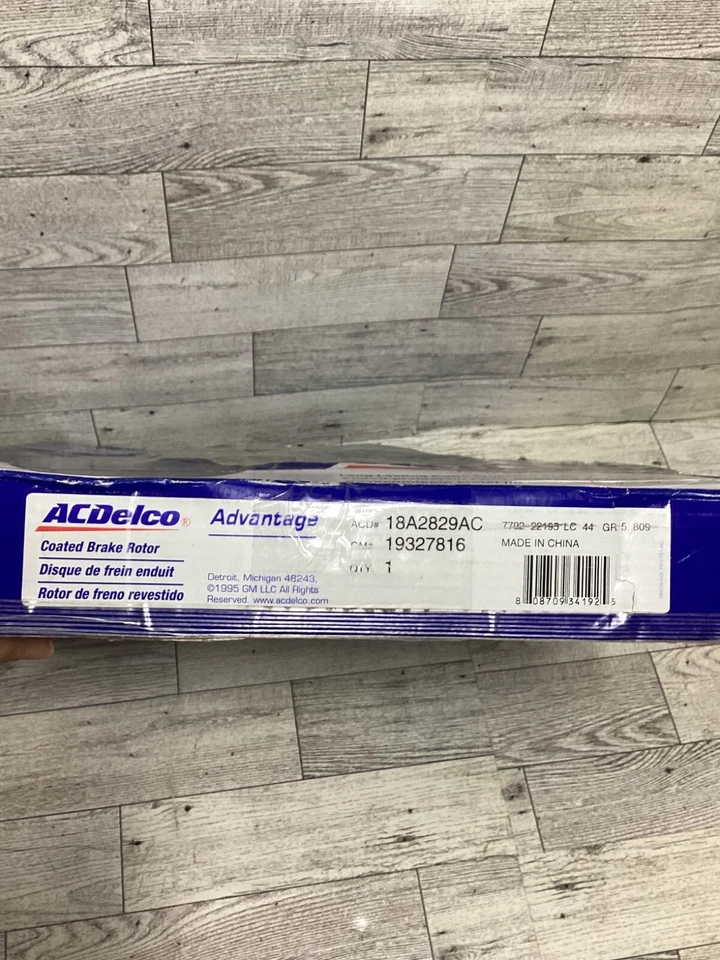 ACDelco®
Advantage
Coated Brake Rotor
Disque de frein enduit
Rotor de freno revestido
Detroit, Michigan 48243,
©1995 GM LLC All Rights
Reserved. www.acdelco.com
ACD# 18A2829AC
GM# 19327816
QTY. 1
7792 22193 LC 44 GR 5. B09
MADE IN CHINA
8 08709 34192 5